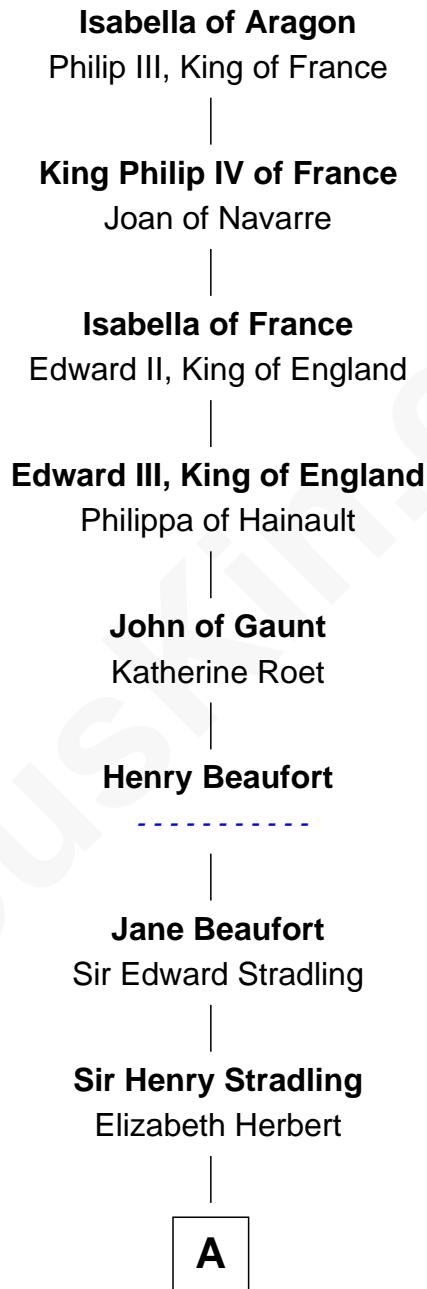 Isabella of Aragon
Philip III, King of France
King Philip IV of France
Joan of Navarre
Isabella of France
Edward II, King of England
Edward III, King of England
Philippa of Hainault
John of Gaunt
Katherine Roet
Henry Beaufort
- - - - - - - - - - -
Jane Beaufort
Sir Edward Stradling
Sir Henry Stradling
Elizabeth Herbert
A